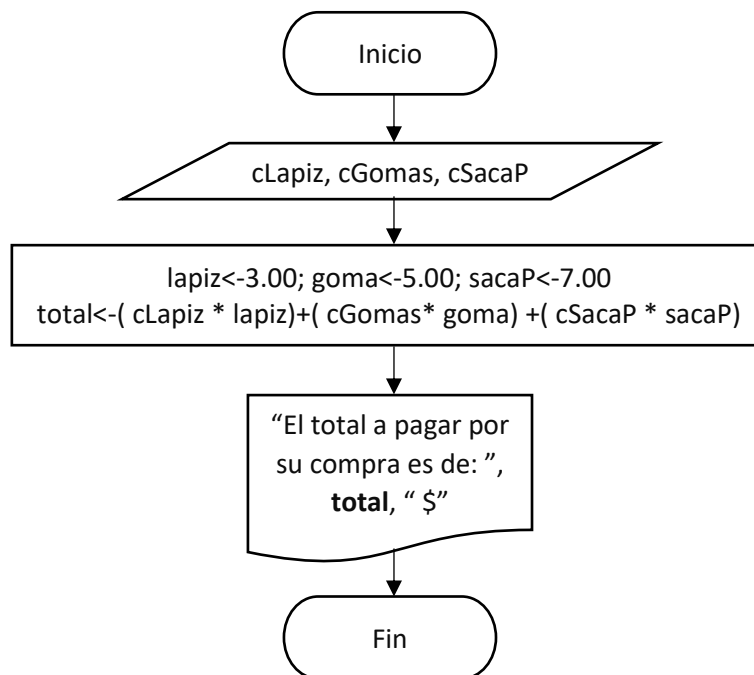 Inicio
cLapiz, cGomas, cSacaP
lapiz<-3.00; goma<-5.00; sacaP<-7.00
total<-( cLapiz * lapiz)+( cGomas* goma) +( cSacaP * sacaP)
“El total a pagar por
su compra es de: ”,
total, “ $”
Fin